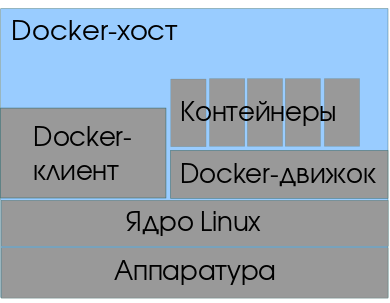 Docker-хост
Контейнеры
Docker-
клиент
Docker-движок
Ядро Linux
Аппаратура